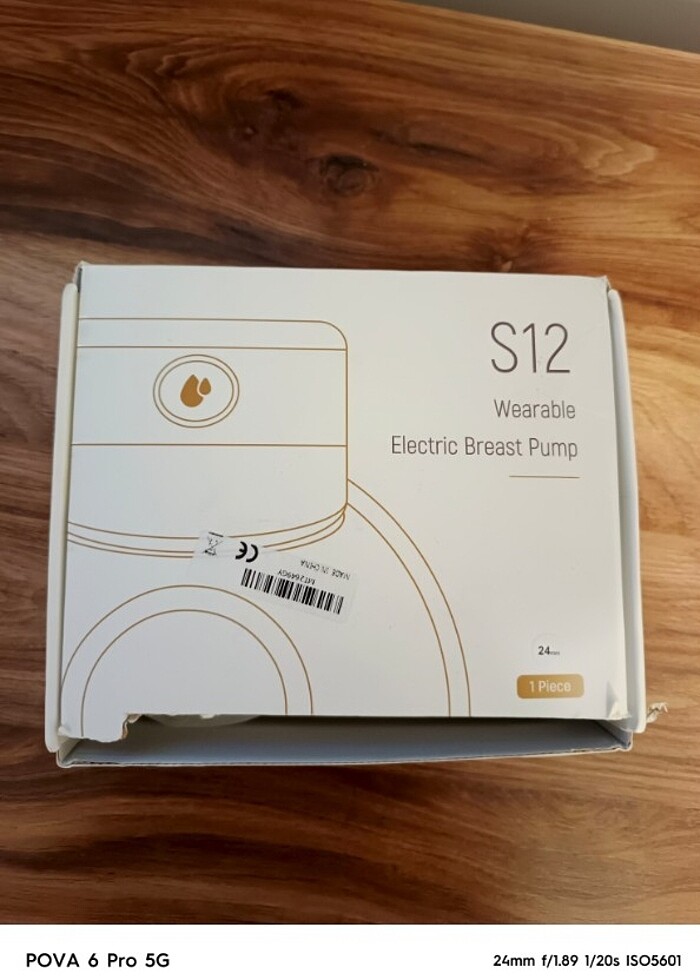 S12
Wearable
Electric Breast Pump
CE
MADE IN CHINA
MT2649GY
24mm
1 Piece
POVA 6 Pro 5G
24mm f/1.89 1/20s ISO5601